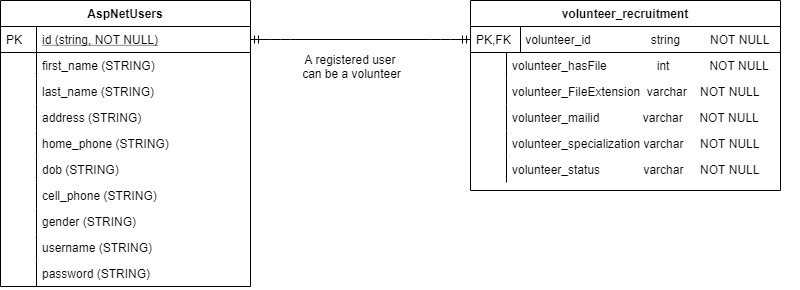 AspNetUsers
PK id (string, NOT NULL)
first_name (STRING)
last_name (STRING)
address (STRING)
home_phone (STRING)
dob (STRING)
cell_phone (STRING)
gender (STRING)
username (STRING)
password (STRING)
A registered user
can be a volunteer
volunteer_recruitment
PK,FK volunteer_id string NOT NULL
volunteer_hasFile int NOT NULL
volunteer_FileExtension varchar NOT NULL
volunteer_mailid varchar NOT NULL
volunteer_specialization varchar NOT NULL
volunteer_status varchar NOT NULL